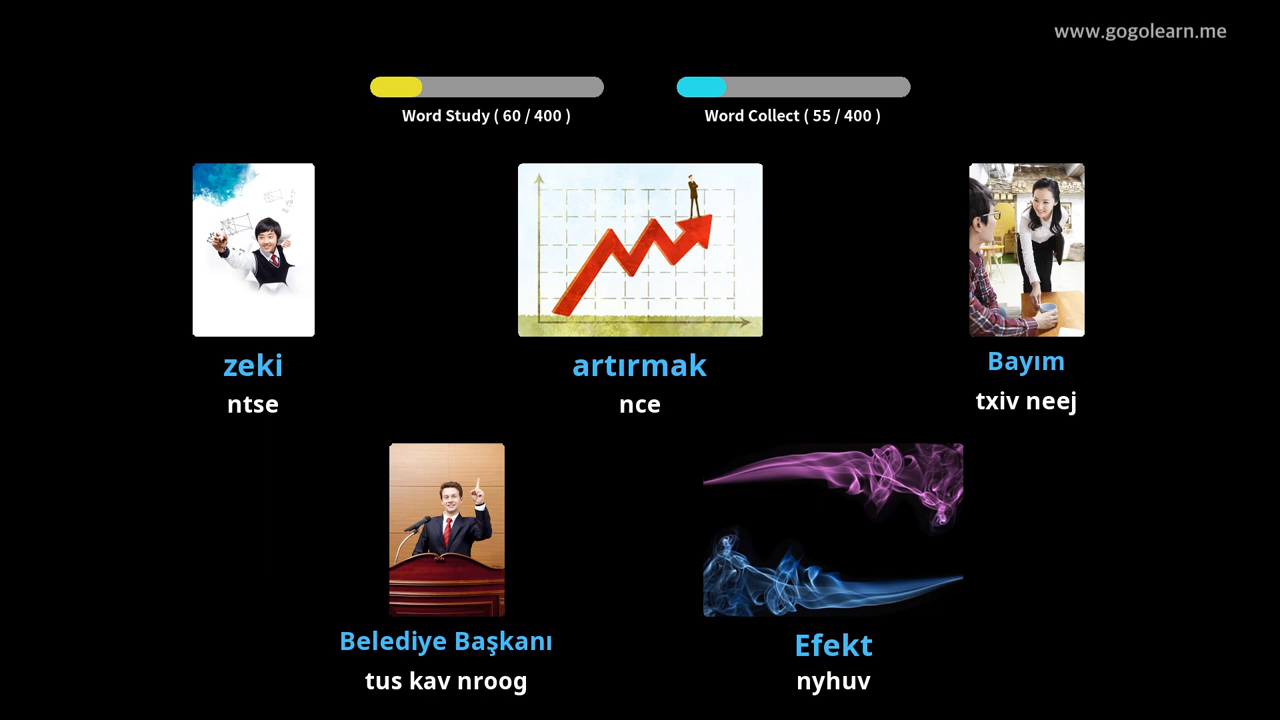 www.gogolearn.me
Word Study ( 60 / 400 )
Word Collect ( 55 / 400 )
zeki
ntse
artırmak
nce
Bayım
txiv neej
Belediye Başkanı
tus kav nroog
Efekt
nyhuv